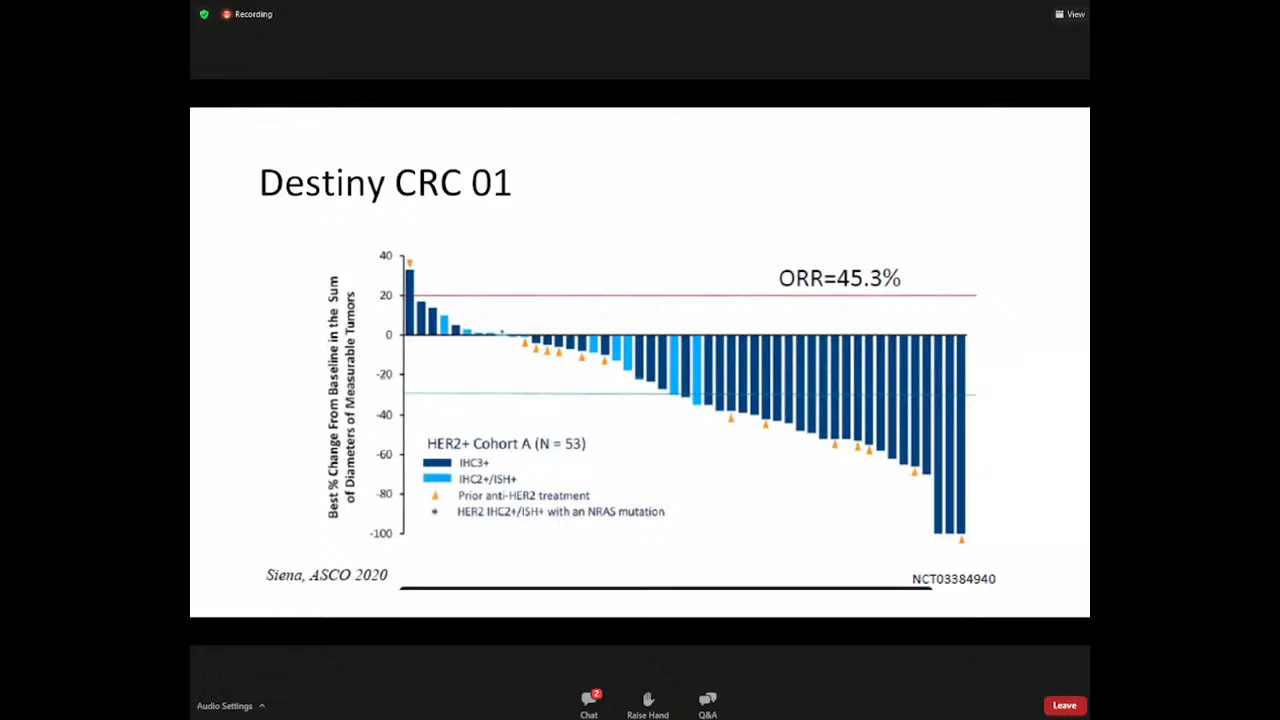 Recording
View
Destiny CRC 01
ORR=45.3%
Best % Change From Baseline in the Sum
of Diameters of Measurable Tumors
40
20
0
-20
-40
-60
-80
-100
HER2+ Cohort A (N = 53)
IHC3+
IHC2+/ISH+
Prior anti-HER2 treatment
* HER2 IHC2+/ISH+ with an NRAS mutation
Siena, ASCO 2020
NCT03384940
Audio Settings
2
Chat
Raise Hand
Q&A
Leave